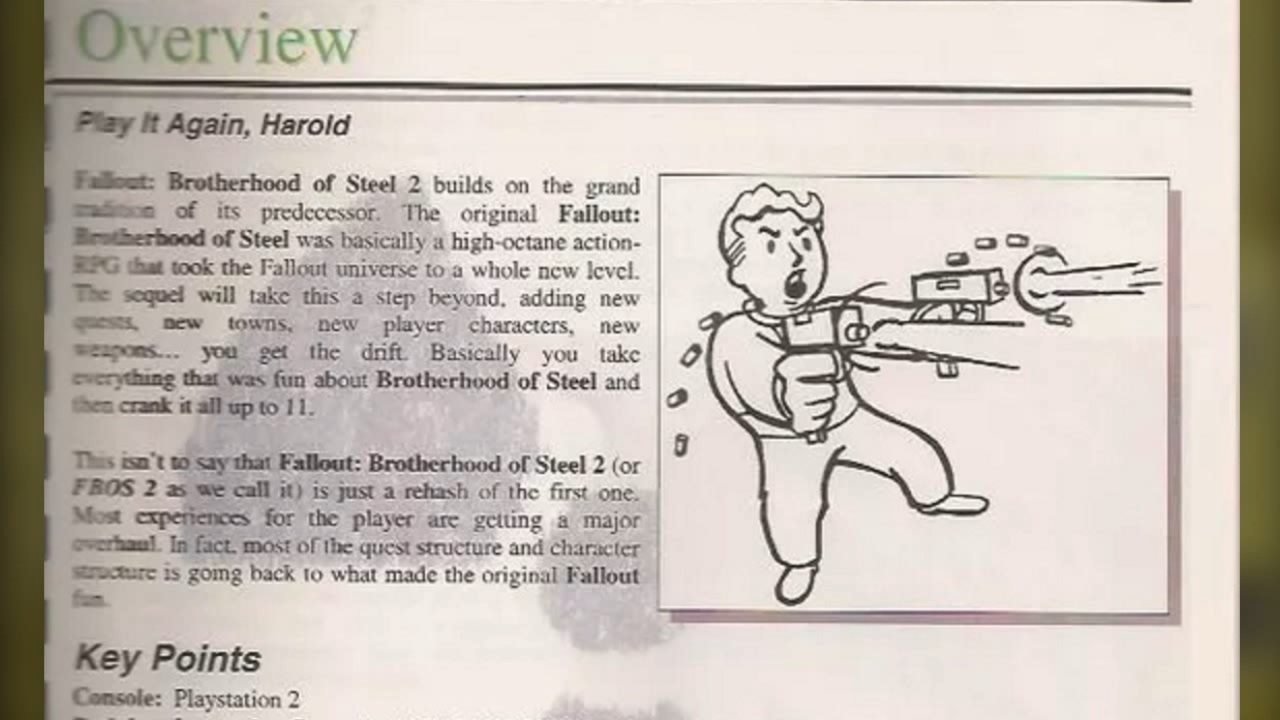 Overview
Play It Again, Harold
Fallout: Brotherhood of Steel 2 builds on the grand
tradition of its predecessor. The original Fallout:
Brotherhood of Steel was basically a high-octane action-
RPG that took the Fallout universe to a whole new level.
The sequel will take this a step beyond, adding new
quests, new towns, new player characters, new
weapons... you get the drift. Basically you take
everything that was fun about Brotherhood of Steel and
then crank it all up to 11.
This isn't to say that Fallout: Brotherhood of Steel 2 (or
FBOS 2 as we call it) is just a rehash of the first one.
Most experiences for the player are getting a major
overhaul. In fact, most of the quest structure and character
structure is going back to what made the original Fallout
fun.
Key Points
Console: Playstation 2